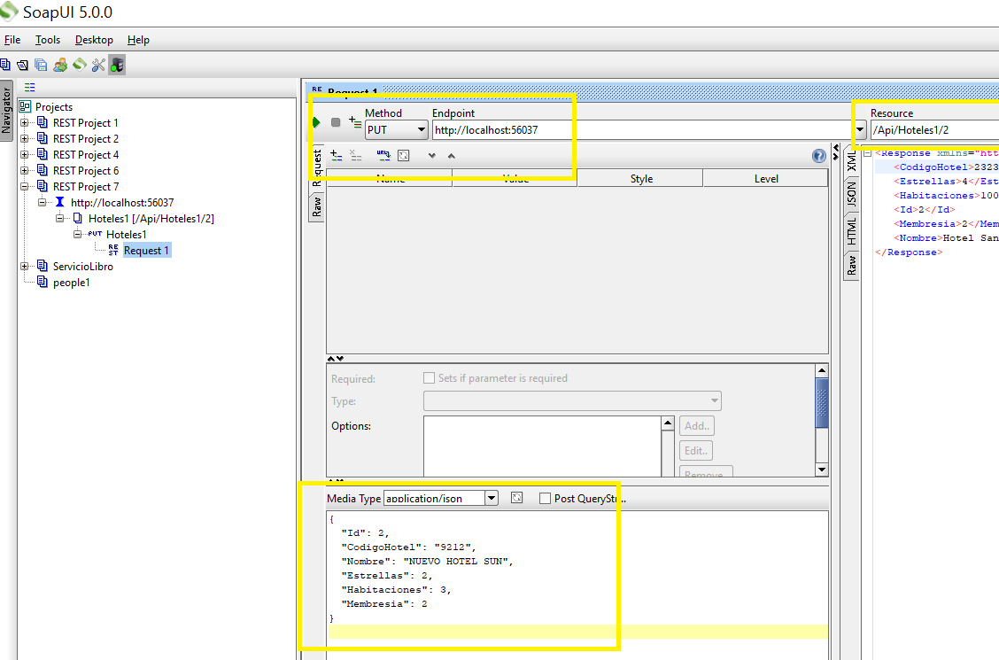 SoapUI 5.0.0
File Tools Desktop Help
Navigator
Projects
REST Project 1
REST Project 2
REST Project 4
REST Project 6
REST Project 7
http://localhost:56037
Hoteles1 [/Api/Hoteles1/2]
PUT Hoteles1
RE ST Request 1
ServicioLibro
people1
RE Request 1
Method Endpoint Resource
PUT http://localhost:56037 /Api/Hoteles1/2
Request
Raw
Name Value Style Level
Required: Sets if parameter is required
Type:
Options:
Add..
Edit..
Remove
Media Type application/json Post QueryStr..
{
"Id": 2,
"CodigoHotel": "9212",
"Nombre": "NUEVO HOTEL SUN",
"Estrellas": 2,
"Habitaciones": 3,
"Membresia": 2
}
XML
JSON
HTML
Raw
<Response xmlns="htt
<CodigoHotel>2323
<Estrellas>4</Est
<Habitaciones>100
<Id>2</Id>
<Membresia>2</Mem
<Nombre>Hotel San
</Response>